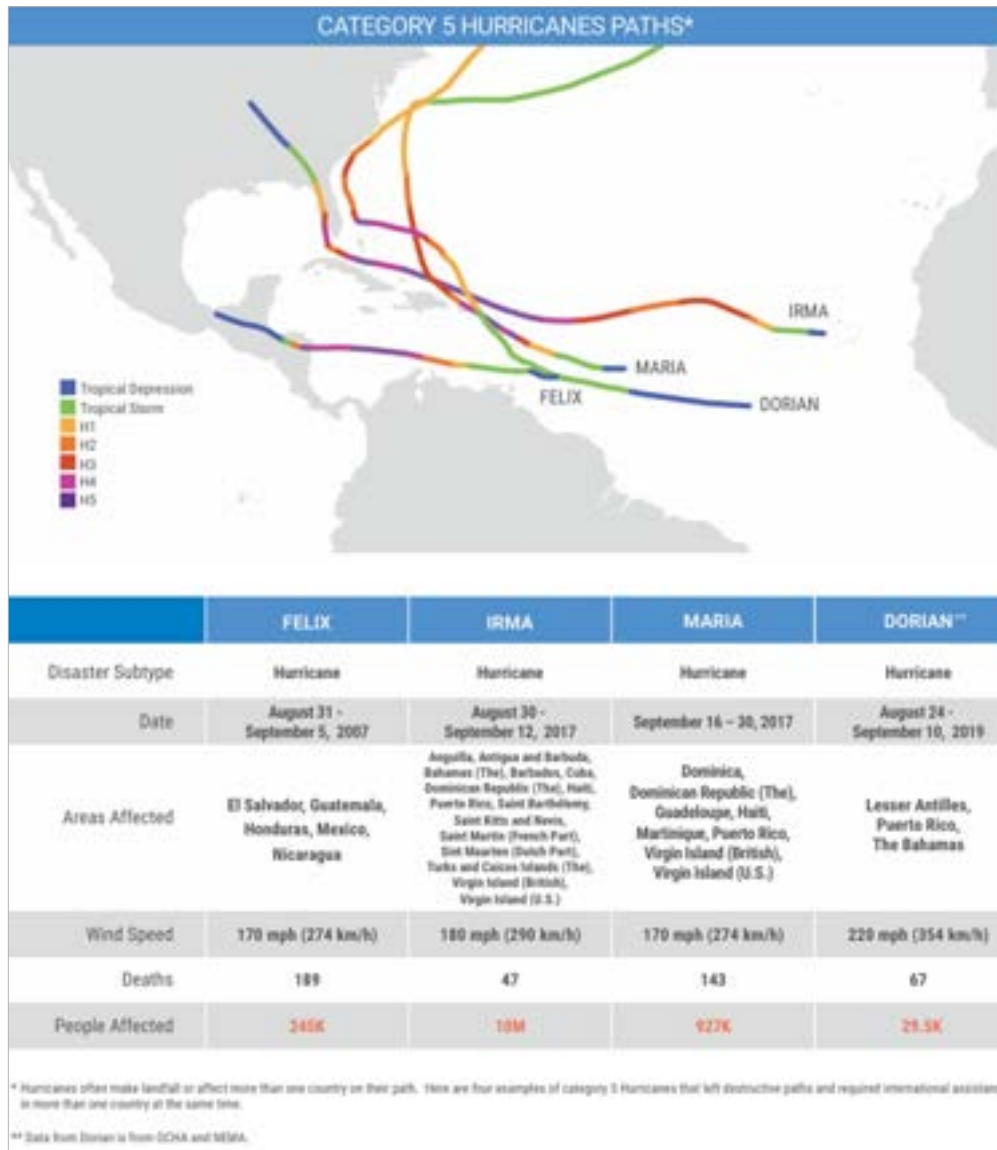 CATEGORY 5 HURRICANES PATHS*
IRMA
MARIA
FELIX
DORIAN
Tropical Depression
Tropical Storm
H1
H2
H3
H4
H5
FELIX IRMA MARIA DORIAN**
Disaster Subtype Hurricane Hurricane Hurricane Hurricane
Date
August 31 -
September 5, 2007
August 30 -
September 12, 2017
September 16 – 30, 2017
August 24 -
September 10, 2019
Areas Affected
El Salvador, Guatemala,
Honduras, Mexico,
Nicaragua
Anguilla, Antigua and Barbuda,
Bahamas (The), Barbados, Cuba,
Dominican Republic (The), Haiti,
Puerto Rico, Saint Barthélemy,
Saint Kitts and Nevis,
Saint Martin (French Part),
Sint Maarten (Dutch Part),
Turks and Caicos Islands (The),
Virgin Island (British),
Virgin Island (U.S.)
Dominica,
Dominican Republic (The),
Guadeloupe, Haiti,
Martinique, Puerto Rico,
Virgin Island (British),
Virgin Island (U.S.)
Lesser Antilles,
Puerto Rico,
The Bahamas
Wind Speed 170 mph (274 km/h) 180 mph (290 km/h) 170 mph (274 km/h) 220 mph (354 km/h)
Deaths 189 47 143 67
People Affected 245K 10M 927K 29.5K
* Hurricanes often make landfall or affect more than one country on their path. Here are four examples of category 5 Hurricanes that left destructive paths and required international
in more than one country at the same time.
** Data from Dorian is from OCHA and NEMA.